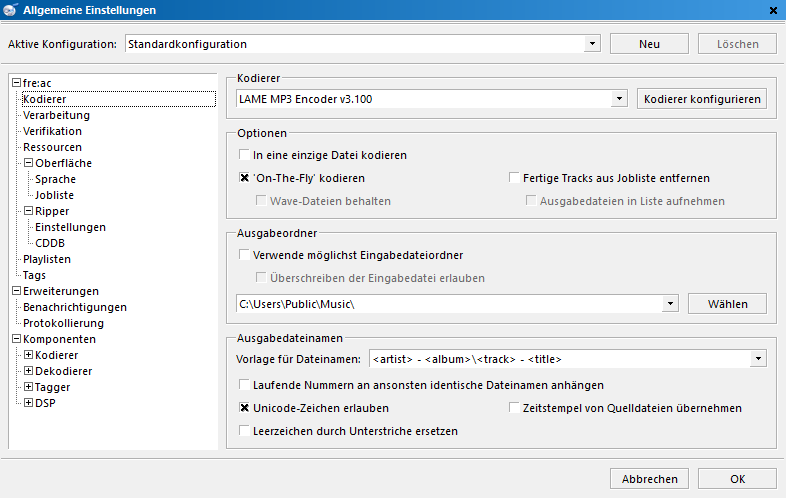 Allgemeine Einstellungen
Aktive Konfiguration: Standardkonfiguration Neu Löschen
fre:ac
Kodierer
Verarbeitung
Verifikation
Ressourcen
Oberfläche
Sprache
Jobliste
Ripper
Einstellungen
CDDB
Playlisten
Tags
Erweiterungen
Benachrichtigungen
Protokollierung
Komponenten
Kodierer
Dekodierer
Tagger
DSP
Kodierer
LAME MP3 Encoder v3.100 Kodierer konfigurieren
Optionen
In eine einzige Datei kodieren
'On-The-Fly' kodieren Fertige Tracks aus Jobliste entfernen
Wave-Dateien behalten Ausgabedateien in Liste aufnehmen
Ausgabeordner
Verwende möglichst Eingabedateiordner
Überschreiben der Eingabedatei erlauben
C:\Users\Public\Music\ Wählen
Ausgabedateinamen
Vorlage für Dateinamen: <artist> - <album>\<track> - <title>
Laufende Nummern an ansonsten identische Dateinamen anhängen
Unicode-Zeichen erlauben Zeitstempel von Quelldateien übernehmen
Leerzeichen durch Unterstriche ersetzen
Abbrechen OK